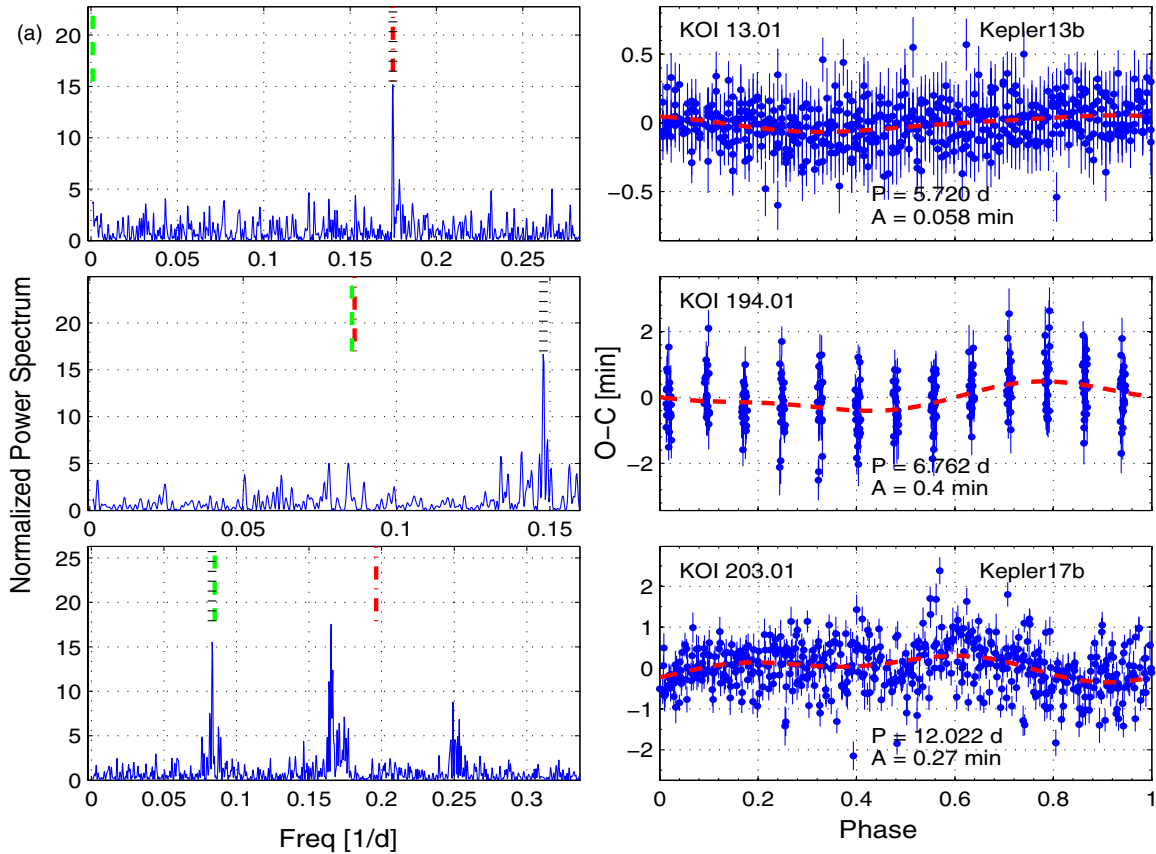 (a)
20
15
10
5
0
0 0.05 0.1 0.15 0.2 0.25
KOI 13.01 Kepler13b
0.5
0
−0.5
P = 5.720 d
A = 0.058 min
20
15
10
5
0
0 0.05 0.1 0.15
KOI 194.01
2
0
−2
P = 6.762 d
A = 0.4 min
25
20
15
10
5
0
0 0.05 0.1 0.15 0.2 0.25 0.3
KOI 203.01 Kepler17b
2
1
0
−1
−2
P = 12.022 d
A = 0.27 min
0 0.2 0.4 0.6 0.8 1
Normalized Power Spectrum
O−C [min]
Freq [1/d]
Phase